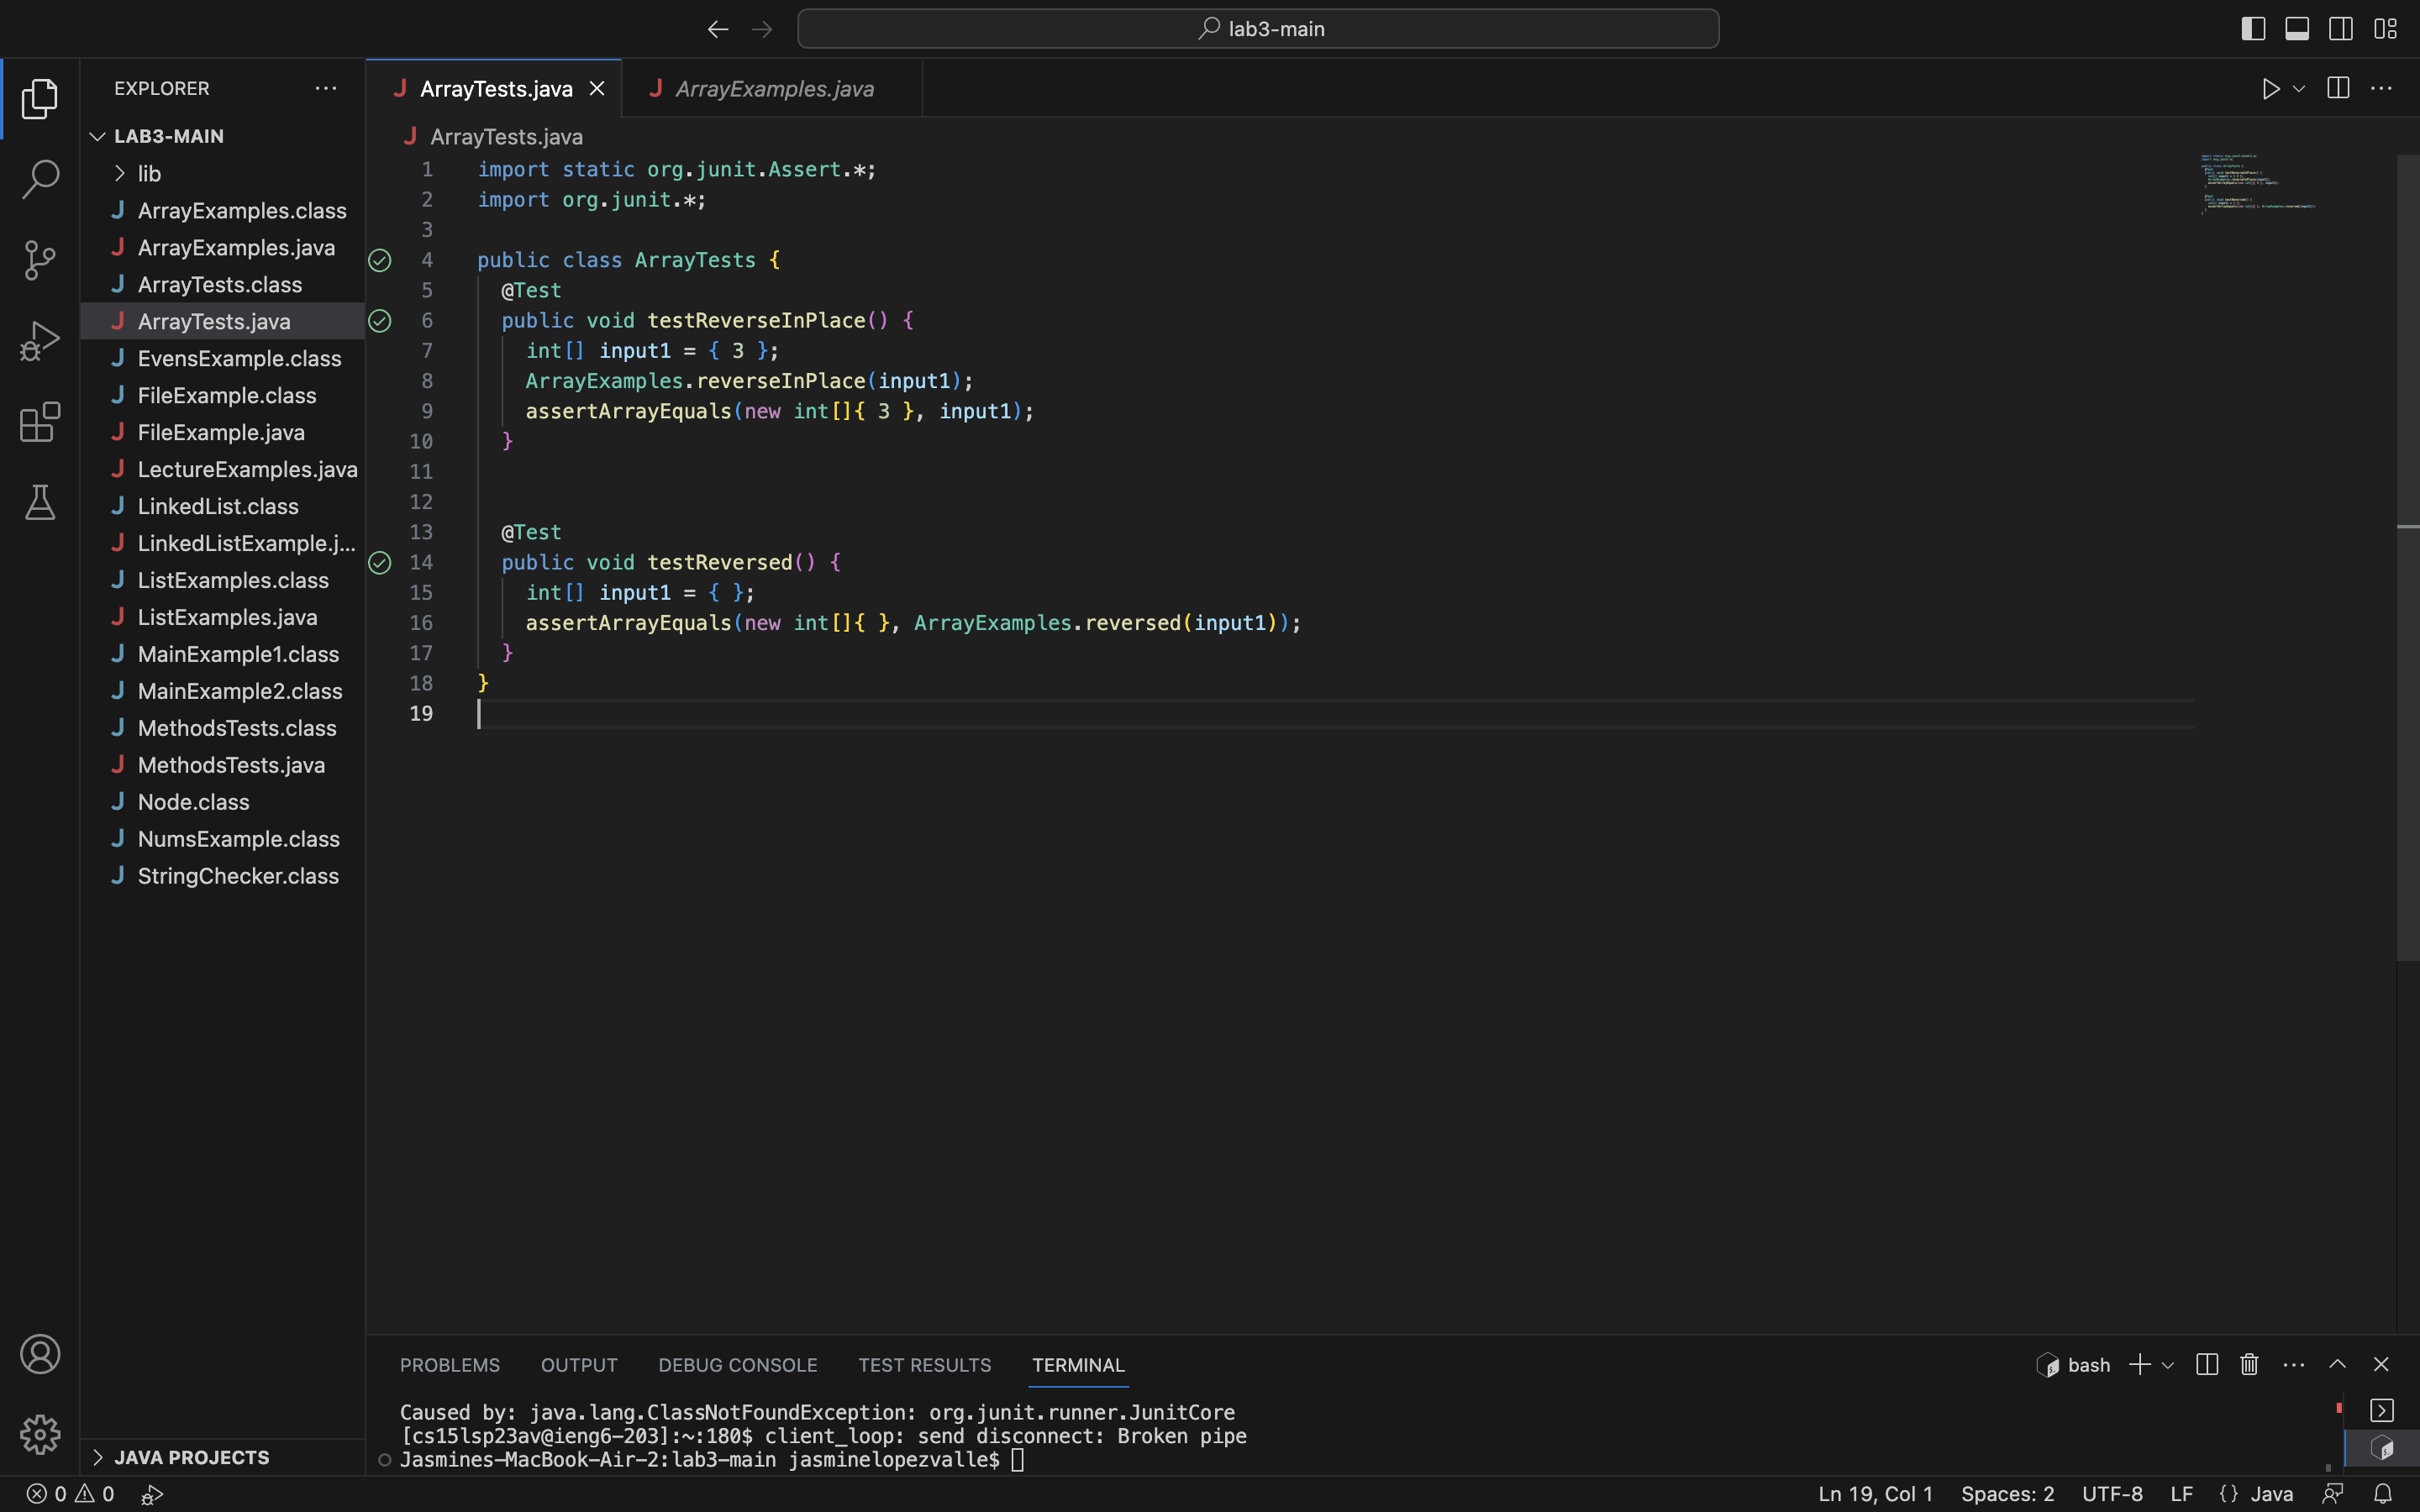 lab3-main
EXPLORER
LAB3-MAIN
lib
ArrayExamples.class
ArrayExamples.java
ArrayTests.class
ArrayTests.java
EvensExample.class
FileExample.class
FileExample.java
LectureExamples.java
LinkedList.class
LinkedListExample.j...
ListExamples.class
ListExamples.java
MainExample1.class
MainExample2.class
MethodsTests.class
MethodsTests.java
Node.class
NumsExample.class
StringChecker.class
JAVA PROJECTS
ArrayTests.java
ArrayExamples.java
ArrayTests.java
1 import static org.junit.Assert.*;
2 import org.junit.*;
3
4 public class ArrayTests {
5 @Test
6 public void testReverseInPlace() {
7 int[] input1 = { 3 };
8 ArrayExamples.reverseInPlace(input1);
9 assertArrayEquals(new int[]{ 3 }, input1);
10 }
11
12
13 @Test
14 public void testReversed() {
15 int[] input1 = { };
16 assertArrayEquals(new int[]{ }, ArrayExamples.reversed(input1));
17 }
18 }
19
PROBLEMS OUTPUT DEBUG CONSOLE TEST RESULTS TERMINAL bash
Caused by: java.lang.ClassNotFoundException: org.junit.runner.JunitCore
[cs15lsp23av@ieng6-203]:~:180$ client_loop: send disconnect: Broken pipe
Jasmines-MacBook-Air-2:lab3-main jasminelopezvalle$
0 0 Ln 19, Col 1 Spaces: 2 UTF-8 LF {} Java